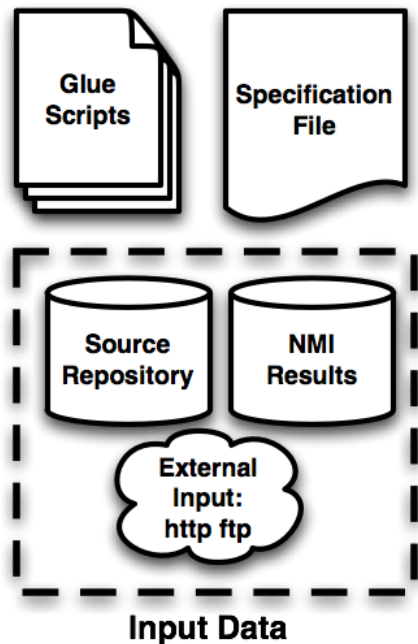 Glue
Scripts
Specification
File
Source
Repository
NMI
Results
External
Input:
http ftp
Input Data